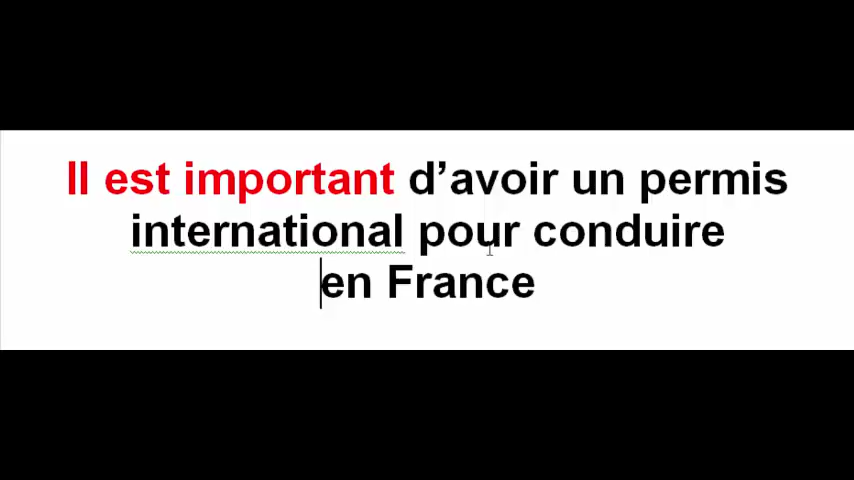 Il est important d’avoir un permis
international pour conduire
en France